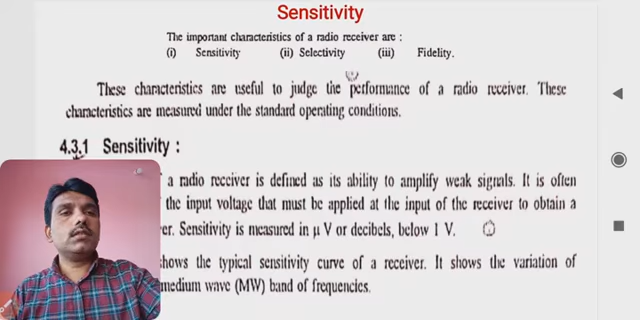 Sensitivity
The important characteristics of a radio receiver are :
(i) Sensitivity (ii) Selectivity (iii) Fidelity.
These characteristics are useful to judge the performance of a radio receiver. These
characteristics are measured under the standard operating conditions.
4.3.1 Sensitivity :
a radio receiver is defined as its ability to amplify weak signals. It is often
the input voltage that must be applied at the input of the receiver to obtain a
Sensitivity is measured in µ V or decibels, below 1 V.
shows the typical sensitivity curve of a receiver. It shows the variation of
medium wave (MW) band of frequencies.